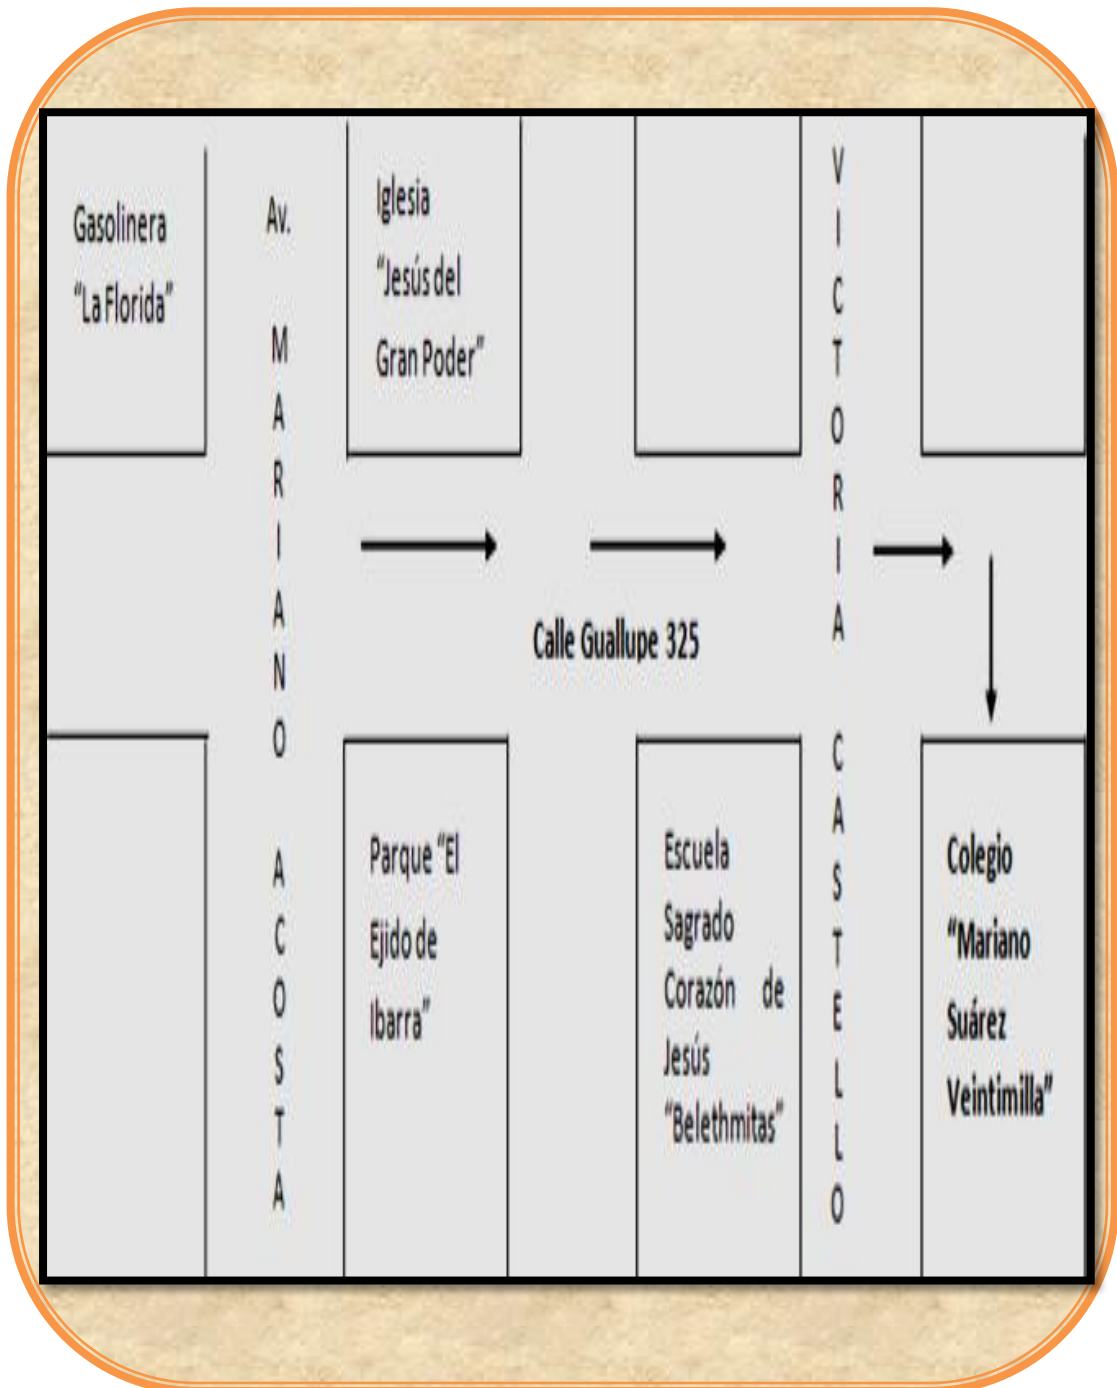 Gasolinera
“La Florida”
Av.
MARIANO
ACOSTA
Iglesia
“Jesús del
Gran Poder”
VICTORIA
CASTELLO
Calle Guallupe 325
Parque “El
Ejido de
Ibarra”
Escuela
Sagrado
Corazón de
Jesús
“Belethmitas”
Colegio
“Mariano
Suárez
Veintimilla”